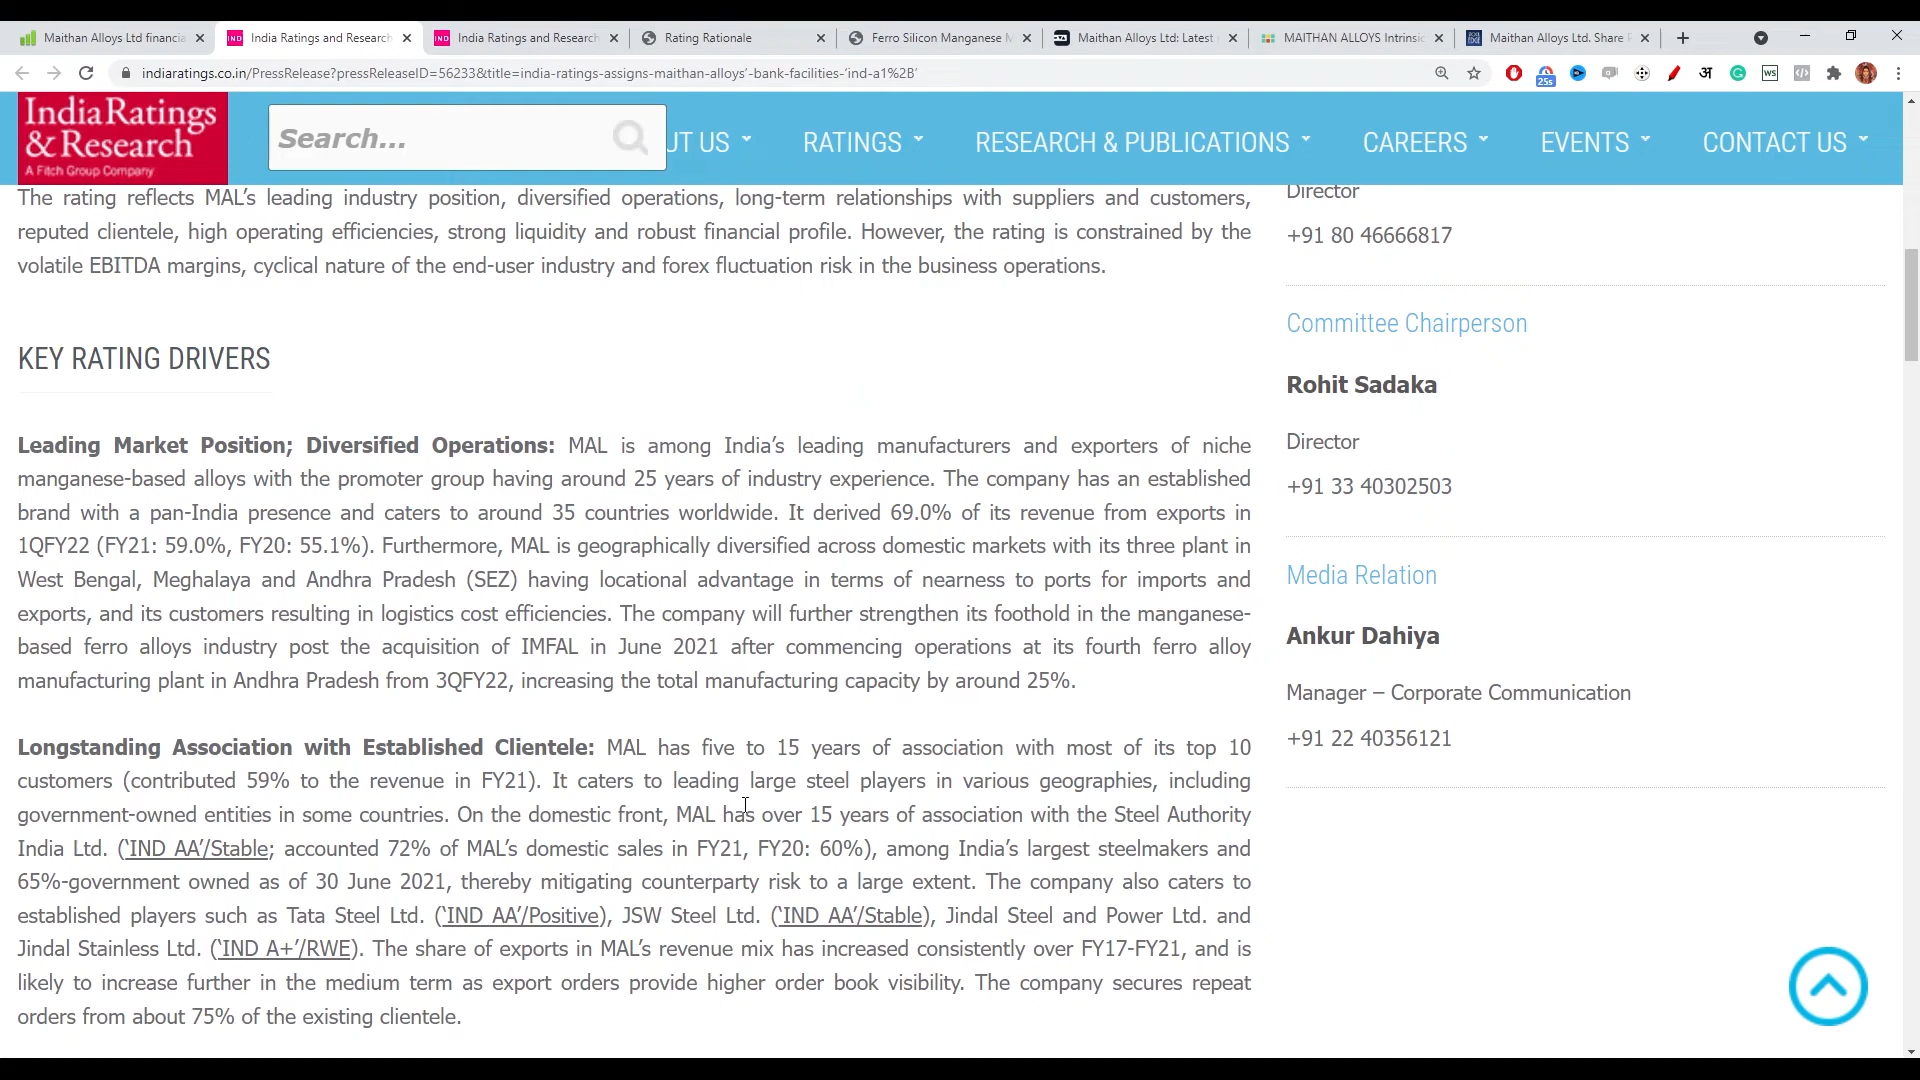 Maithan Alloys Ltd financia
India Ratings and Research
India Ratings and Research
Rating Rationale
Ferro Silicon Manganese M
Maithan Alloys Ltd: Latest
MAITHAN ALLOYS Intrinsic
Maithan Alloys Ltd. Share P
indiaratings.co.in/PressRelease?pressReleaseID=56233&title=india-ratings-assigns-maithan-alloys’-bank-facilities-‘ind-a1%2B’
25s
अ
WS
IndiaRatings
& Research
A Fitch Group Company
Search...
UT US
RATINGS
RESEARCH & PUBLICATIONS
CAREERS
EVENTS
CONTACT US
The rating reflects MAL’s leading industry position, diversified operations, long-term relationships with suppliers and customers,
reputed clientele, high operating efficiencies, strong liquidity and robust financial profile. However, the rating is constrained by the
volatile EBITDA margins, cyclical nature of the end-user industry and forex fluctuation risk in the business operations.
KEY RATING DRIVERS
Leading Market Position; Diversified Operations: MAL is among India’s leading manufacturers and exporters of niche
manganese-based alloys with the promoter group having around 25 years of industry experience. The company has an established
brand with a pan-India presence and caters to around 35 countries worldwide. It derived 69.0% of its revenue from exports in
1QFY22 (FY21: 59.0%, FY20: 55.1%). Furthermore, MAL is geographically diversified across domestic markets with its three plant in
West Bengal, Meghalaya and Andhra Pradesh (SEZ) having locational advantage in terms of nearness to ports for imports and
exports, and its customers resulting in logistics cost efficiencies. The company will further strengthen its foothold in the manganese-
based ferro alloys industry post the acquisition of IMFAL in June 2021 after commencing operations at its fourth ferro alloy
manufacturing plant in Andhra Pradesh from 3QFY22, increasing the total manufacturing capacity by around 25%.
Longstanding Association with Established Clientele: MAL has five to 15 years of association with most of its top 10
customers (contributed 59% to the revenue in FY21). It caters to leading large steel players in various geographies, including
government-owned entities in some countries. On the domestic front, MAL has over 15 years of association with the Steel Authority
India Ltd. (‘IND AA’/Stable; accounted 72% of MAL’s domestic sales in FY21, FY20: 60%), among India’s largest steelmakers and
65%-government owned as of 30 June 2021, thereby mitigating counterparty risk to a large extent. The company also caters to
established players such as Tata Steel Ltd. (‘IND AA’/Positive), JSW Steel Ltd. (‘IND AA’/Stable), Jindal Steel and Power Ltd. and
Jindal Stainless Ltd. (‘IND A+’/RWE). The share of exports in MAL’s revenue mix has increased consistently over FY17-FY21, and is
likely to increase further in the medium term as export orders provide higher order book visibility. The company secures repeat
orders from about 75% of the existing clientele.
Director
+91 80 46666817
Committee Chairperson
Rohit Sadaka
Director
+91 33 40302503
Media Relation
Ankur Dahiya
Manager – Corporate Communication
+91 22 40356121